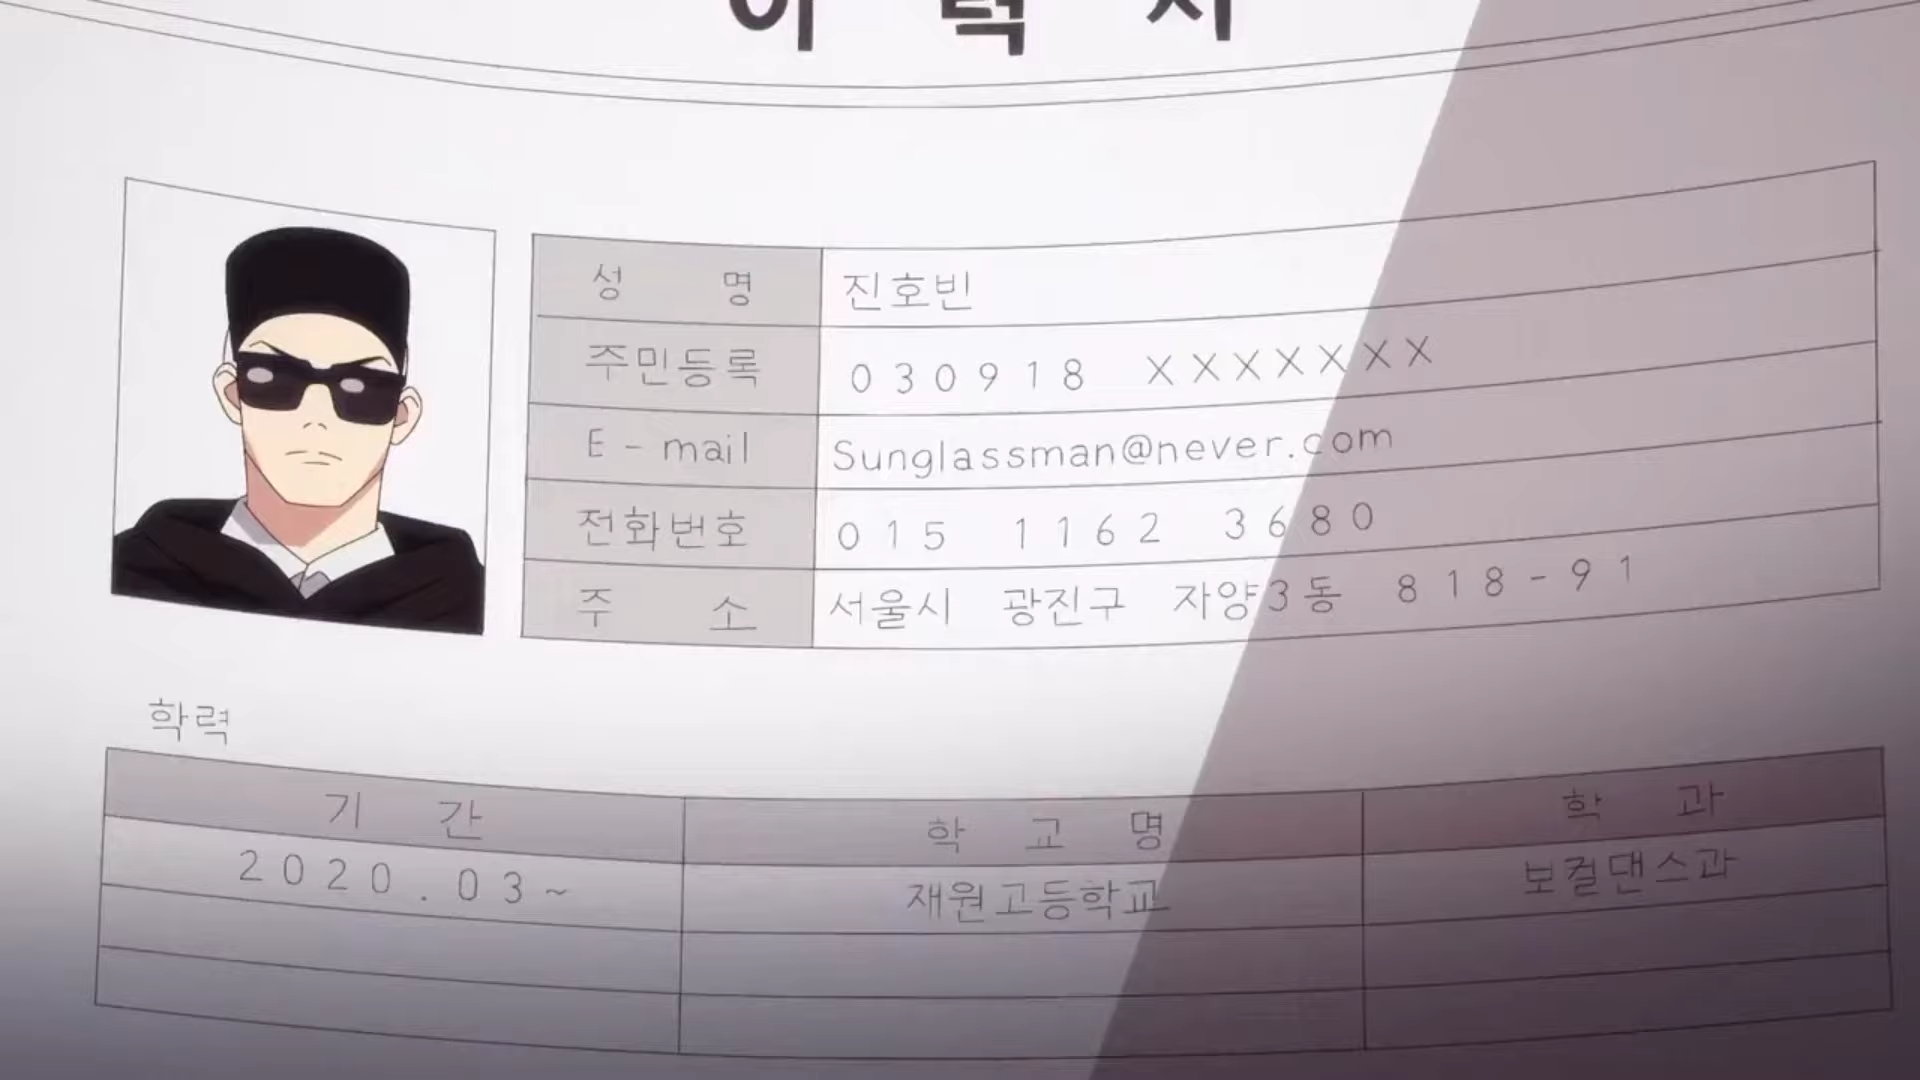 이 력 서
성 명 진호빈
주민등록 030918 XXXXXXX
E - mail Sunglassman@never.com
전화번호 015 1162 3680
주 소 서울시 광진구 자양3동 818-91
학력
기 간 학 교 명 학 과
2020.03~ 재원고등학교 보컬댄스과